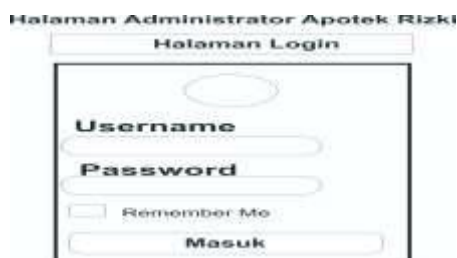 Halaman Administrator Apotek Rizki
Halaman Login
Username
Password
Remember Me
Masuk